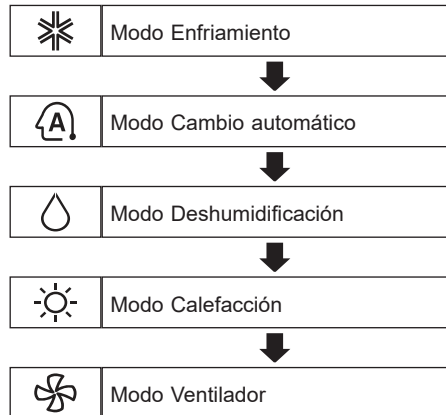 Modo Enfriamiento
A
Modo Cambio automático
Modo Deshumidificación
Modo Calefacción
Modo Ventilador